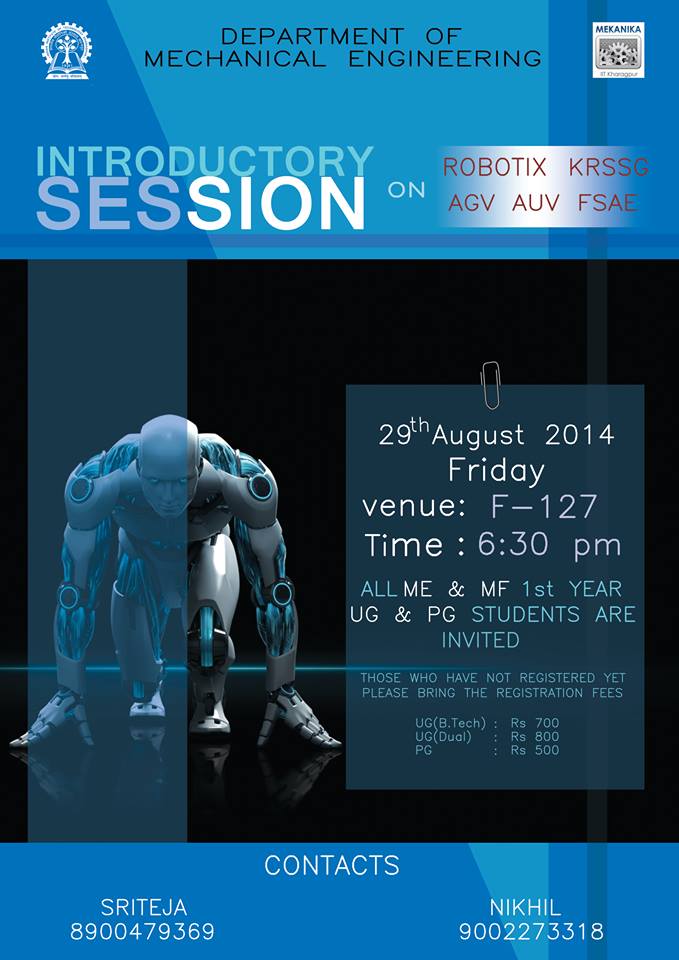 DEPARTMENT OF
MECHANICAL ENGINEERING
MEKANIKA
IIT Kharagpur
INTRODUCTORY
SESSION
ON
ROBOTIX KRSSG
AGV AUV FSAE
29th August 2014
Friday
venue: F-127
Time : 6:30 pm
ALL ME & MF 1st YEAR
UG & PG STUDENTS ARE
INVITED
THOSE WHO HAVE NOT REGISTERED YET
PLEASE BRING THE REGISTRATION FEES
UG(B.Tech) : Rs 700
UG(Dual) : Rs 800
PG : Rs 500
CONTACTS
SRITEJA
8900479369
NIKHIL
9002273318